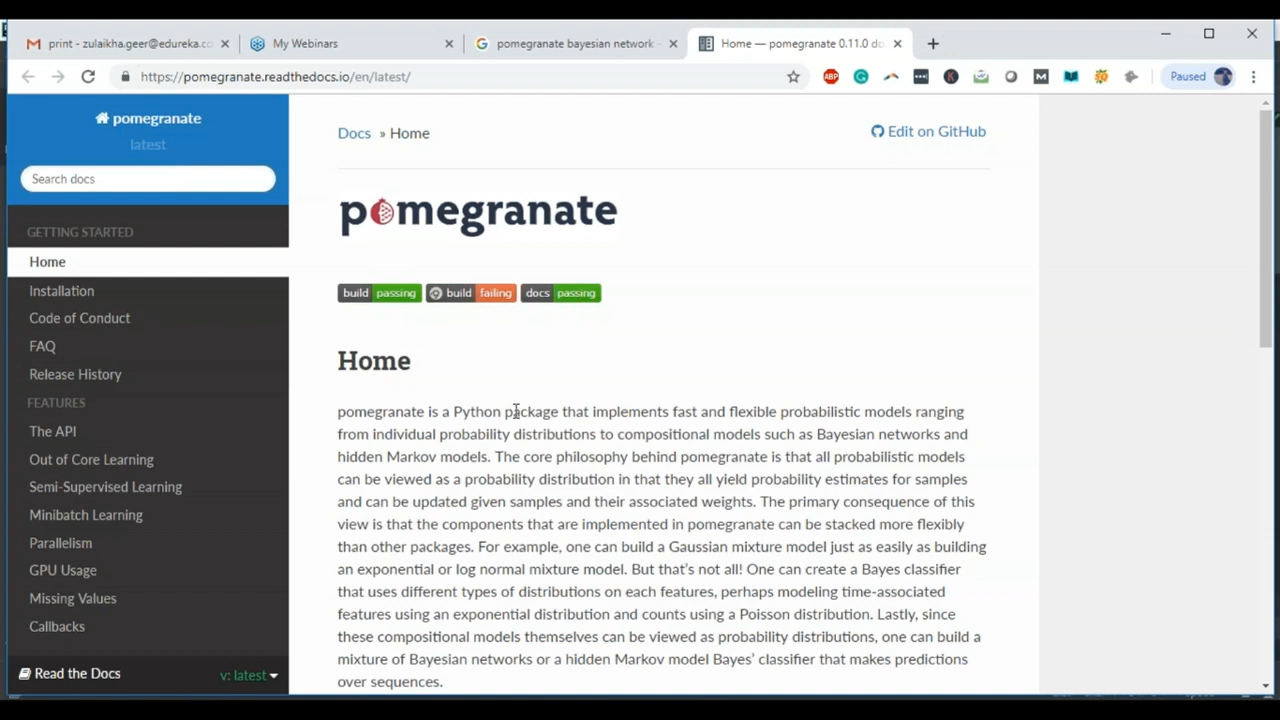 print - zulaikha.geer@edureka.co
My Webinars
pomegranate bayesian network -
Home — pomegranate 0.11.0 do
https://pomegranate.readthedocs.io/en/latest/
ABP
Paused
pomegranate
latest
Search docs
GETTING STARTED
Home
Installation
Code of Conduct
FAQ
Release History
FEATURES
The API
Out of Core Learning
Semi-Supervised Learning
Minibatch Learning
Parallelism
GPU Usage
Missing Values
Callbacks
Read the Docs
v: latest
Docs » Home
Edit on GitHub
pomegranate
build passing build failing docs passing
Home
pomegranate is a Python package that implements fast and flexible probabilistic models ranging
from individual probability distributions to compositional models such as Bayesian networks and
hidden Markov models. The core philosophy behind pomegranate is that all probabilistic models
can be viewed as a probability distribution in that they all yield probability estimates for samples
and can be updated given samples and their associated weights. The primary consequence of this
view is that the components that are implemented in pomegranate can be stacked more flexibly
than other packages. For example, one can build a Gaussian mixture model just as easily as building
an exponential or log normal mixture model. But that's not all! One can create a Bayes classifier
that uses different types of distributions on each features, perhaps modeling time-associated
features using an exponential distribution and counts using a Poisson distribution. Lastly, since
these compositional models themselves can be viewed as probability distributions, one can build a
mixture of Bayesian networks or a hidden Markov model Bayes' classifier that makes predictions
over sequences.